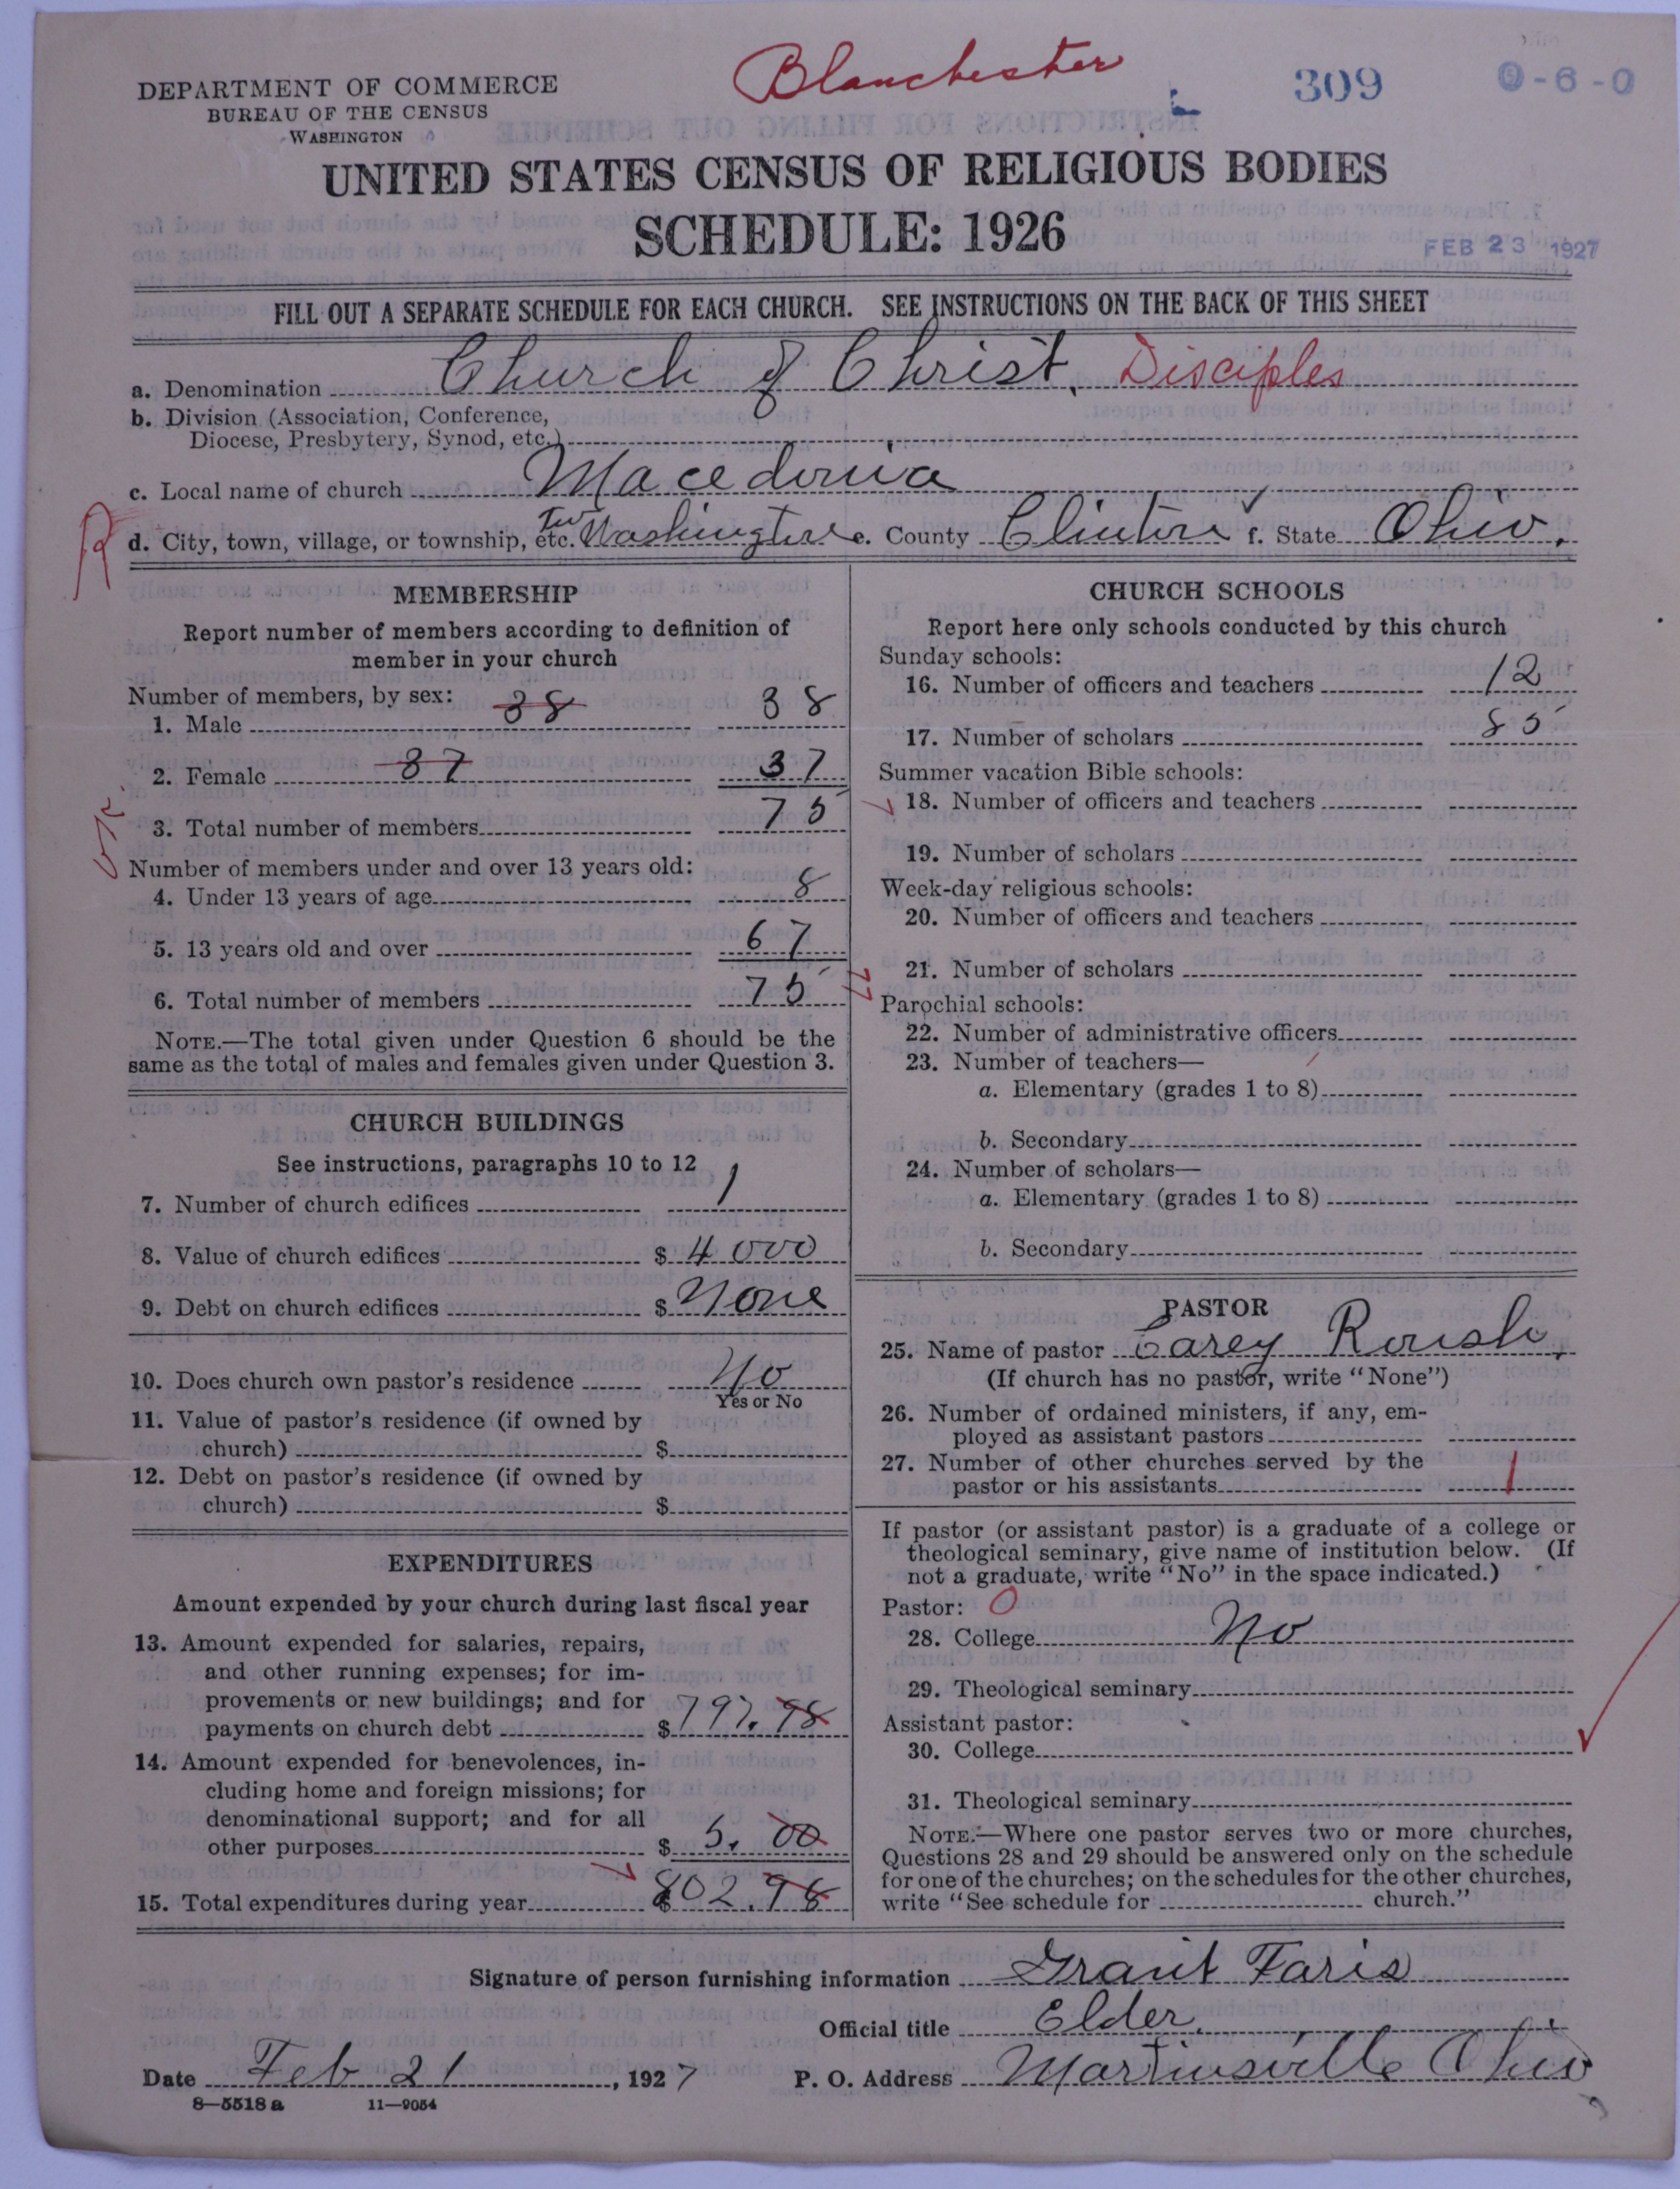 Blanchester
309
-6-0
DEPARTMENT OF COMMERCE
BUREAU OF THE CENSUS
WASHINGTON
UNITED STATES CENSUS OF RELIGIOUS BODIES
SCHEDULE: 1926
FEB 23 1927
FILL OUT A SEPARATE SCHEDULE FOR EACH CHURCH. SEE INSTRUCTIONS ON THE BACK OF THIS SHEET
a. Denomination Church of Christ. Disciples
b. Division (Association, Conference,
Diocese, Presbytery, Synod, etc.)
c. Local name of church Macedonia
R
d. City, town, village, or township, etc. Twp Washington e. County Clinton f. State Ohio.
MEMBERSHIP
Report number of members according to definition of
member in your church
Number of members, by sex:
1. Male 38 38
2. Female 37 37
3. Total number of members 75
Number of members under and over 13 years old:
4. Under 13 years of age 8
5. 13 years old and over 67
6. Total number of members 75
NOTE.—The total given under Question 6 should be the
same as the total of males and females given under Question 3.
CHURCH BUILDINGS
See instructions, paragraphs 10 to 12
7. Number of church edifices 1
8. Value of church edifices $ 4000
9. Debt on church edifices $ None
10. Does church own pastor's residence No
Yes or No
11. Value of pastor's residence (if owned by
church) $
12. Debt on pastor's residence (if owned by
church) $
EXPENDITURES
Amount expended by your church during last fiscal year
13. Amount expended for salaries, repairs,
and other running expenses; for im-
provements or new buildings; and for
payments on church debt $ 797.98
14. Amount expended for benevolences, in-
cluding home and foreign missions; for
denominational support; and for all
other purposes $ 5.00
15. Total expenditures during year $ 802.98
CHURCH SCHOOLS
Report here only schools conducted by this church
Sunday schools:
16. Number of officers and teachers 12
17. Number of scholars 85
Summer vacation Bible schools:
18. Number of officers and teachers
19. Number of scholars
Week-day religious schools:
20. Number of officers and teachers
21. Number of scholars
Parochial schools:
22. Number of administrative officers
23. Number of teachers—
a. Elementary (grades 1 to 8)
b. Secondary
24. Number of scholars—
a. Elementary (grades 1 to 8)
b. Secondary
PASTOR
25. Name of pastor Carey Roush.
(If church has no pastor, write "None")
26. Number of ordained ministers, if any, em-
ployed as assistant pastors
27. Number of other churches served by the
pastor or his assistants 1
If pastor (or assistant pastor) is a graduate of a college or
theological seminary, give name of institution below. (If
not a graduate, write "No" in the space indicated.)
Pastor: 0
28. College No
29. Theological seminary
Assistant pastor:
30. College
31. Theological seminary
NOTE.—Where one pastor serves two or more churches,
Questions 28 and 29 should be answered only on the schedule
for one of the churches; on the schedules for the other churches,
write "See schedule for church."
Signature of person furnishing information Grant Faris
Official title Elder.
Date Feb 21, 1927 P. O. Address Martinsville Ohio
8—5518 a 11—9054